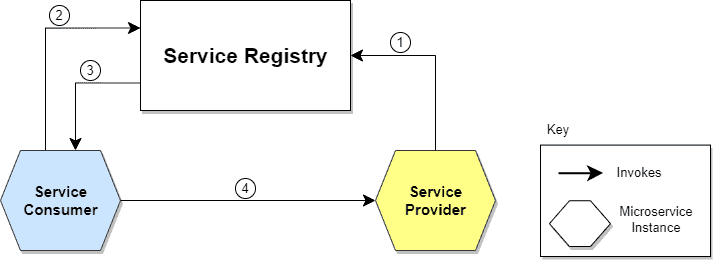 2
1
Service Registry
3
Key
Invokes
Service
Consumer
4
Service
Provider
Microservice
Instance